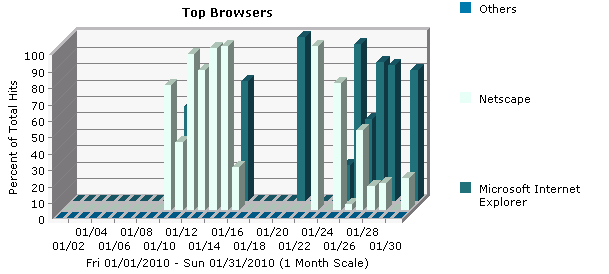 Top Browsers
Others
Netscape
Microsoft Internet
Explorer
Percent of Total Hits
100
90
80
70
60
50
40
30
20
10
0
01/04 01/08 01/12 01/16 01/20 01/24 01/28
01/02 01/06 01/10 01/14 01/18 01/22 01/26 01/30
Fri 01/01/2010 - Sun 01/31/2010 (1 Month Scale)